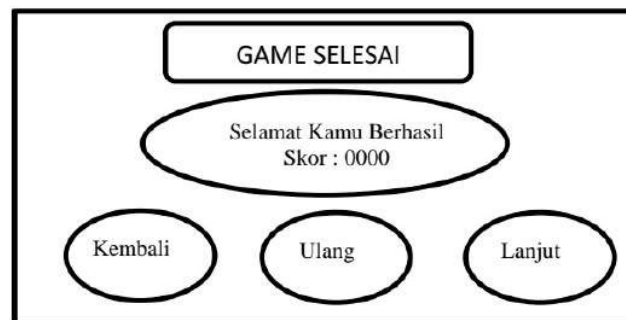 GAME SELESAI
Selamat Kamu Berhasil
Skor : 0000
Kembali
Ulang
Lanjut